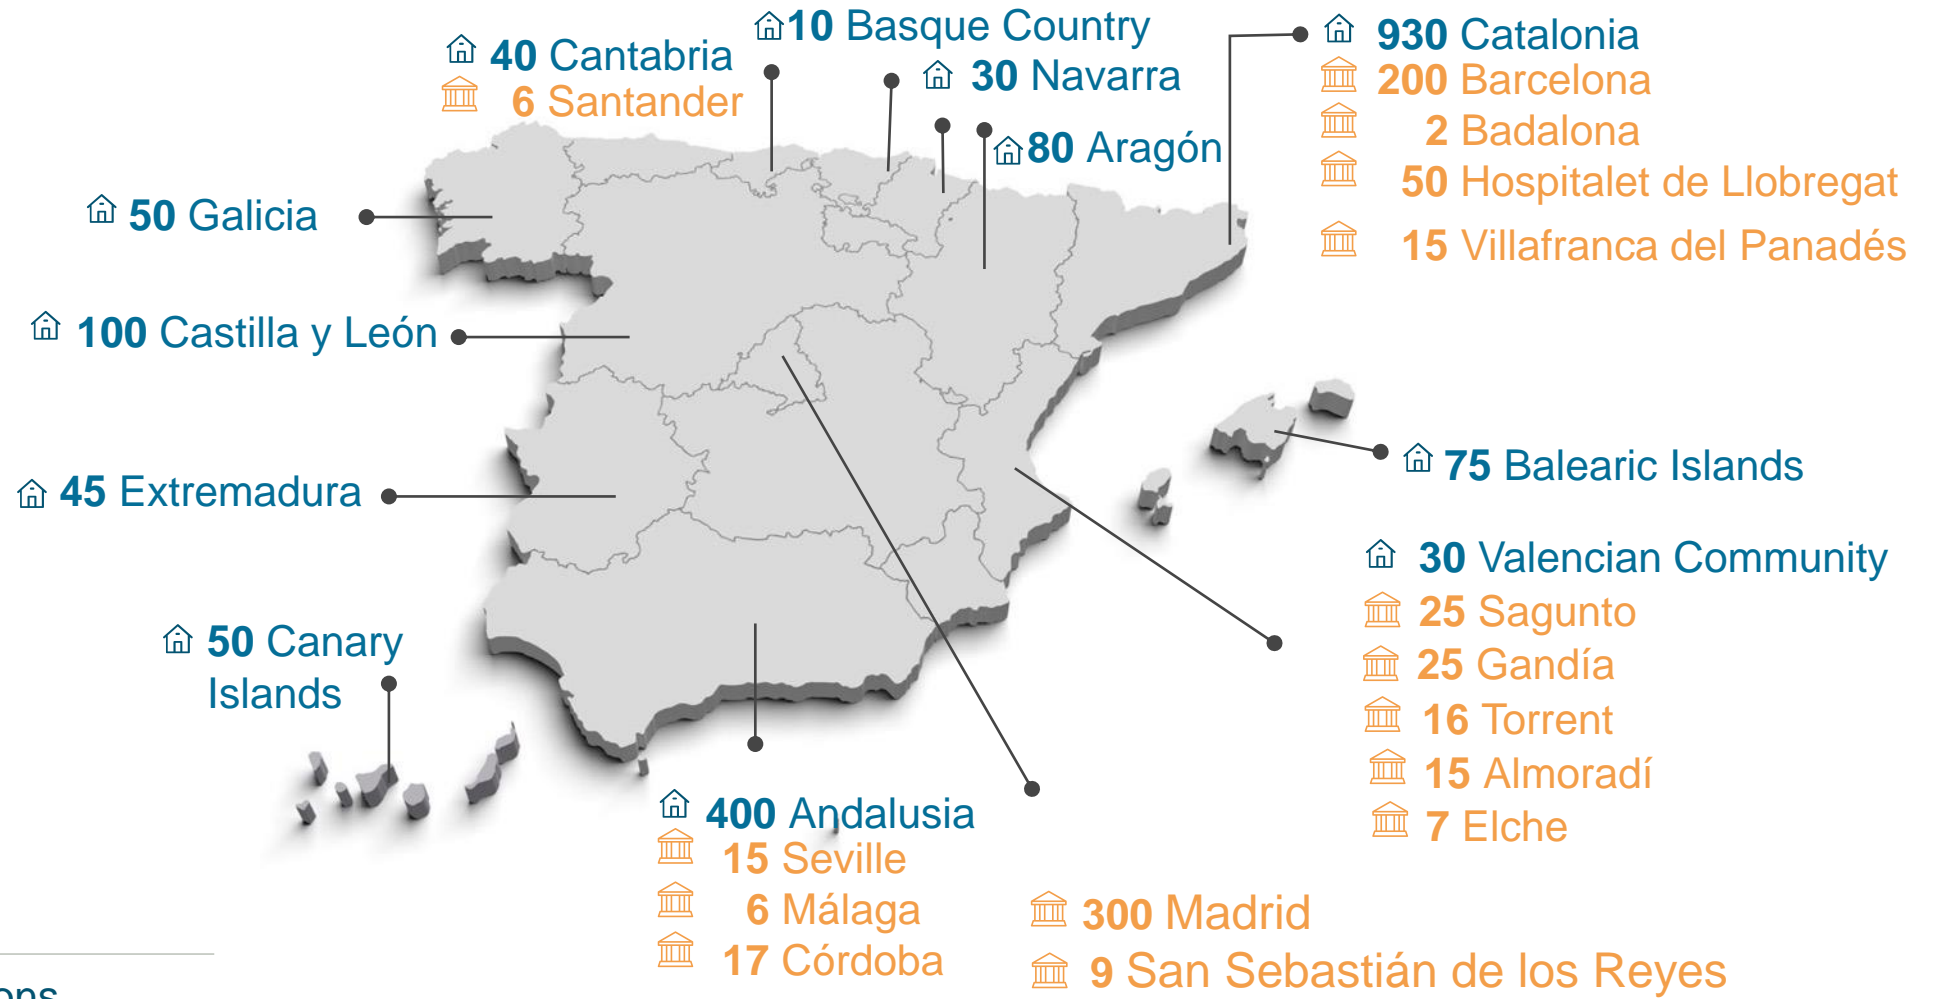 10 Basque Country
40 Cantabria
6 Santander
30 Navarra
80 Aragón
930 Catalonia
200 Barcelona
2 Badalona
50 Hospitalet de Llobregat
15 Villafranca del Panadés
50 Galicia
100 Castilla y León
45 Extremadura
75 Balearic Islands
30 Valencian Community
25 Sagunto
25 Gandía
16 Torrent
15 Almoradí
7 Elche
50 Canary
Islands
400 Andalusia
15 Seville
6 Málaga
17 Córdoba
300 Madrid
9 San Sebastián de los Reyes